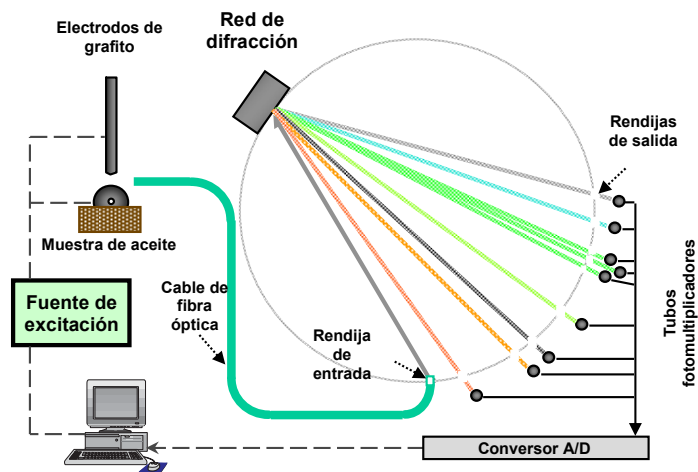 Electrodos de
grafito
Red de
difracción
Rendijas
de salida
Muestra de aceite
Cable de
fibra
óptica
Fuente de
excitación
Rendija
de
entrada
Tubos
fotomultiplicadores
Conversor A/D